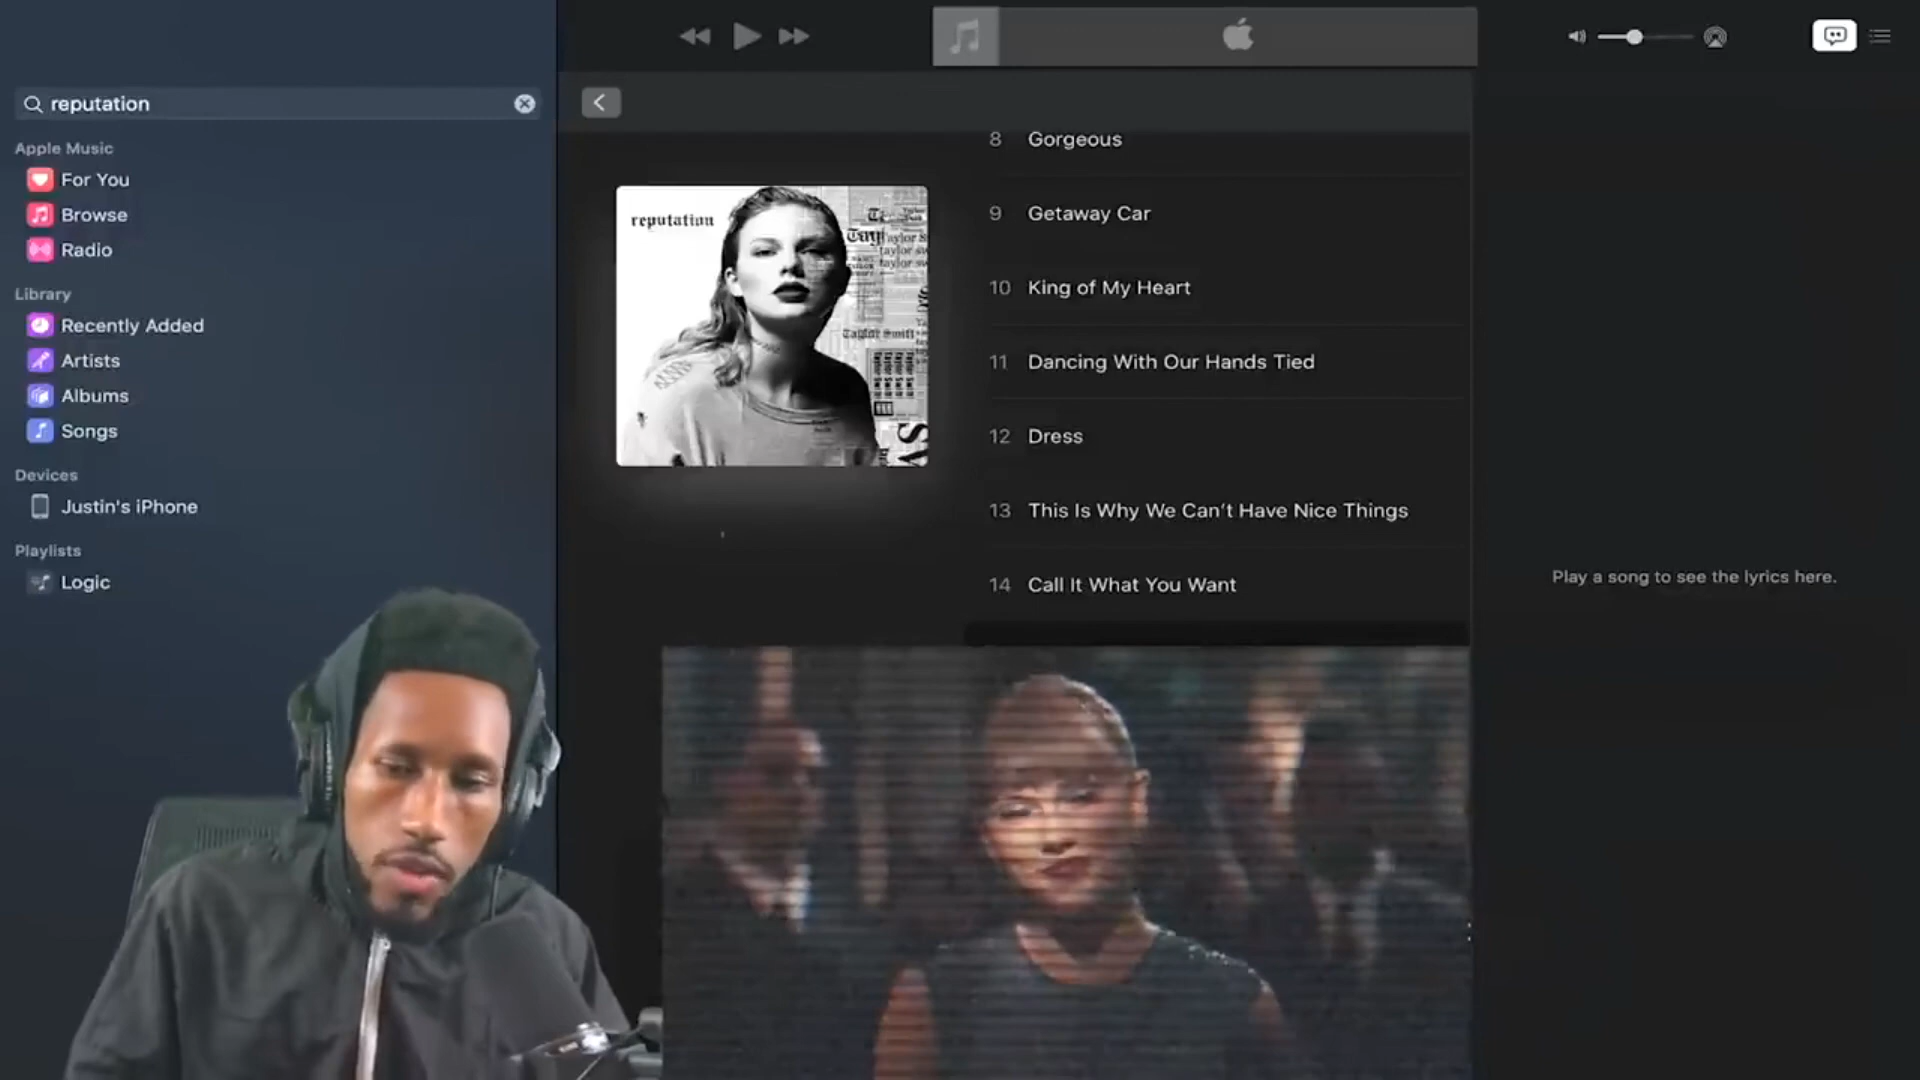 reputation
Apple Music
For You
Browse
Radio
Library
Recently Added
Artists
Albums
Songs
Devices
Justin's iPhone
Playlists
Logic
reputation
Taylor Swift
8 Gorgeous
9 Getaway Car
10 King of My Heart
11 Dancing With Our Hands Tied
12 Dress
13 This Is Why We Can't Have Nice Things
14 Call It What You Want
Play a song to see the lyrics here.